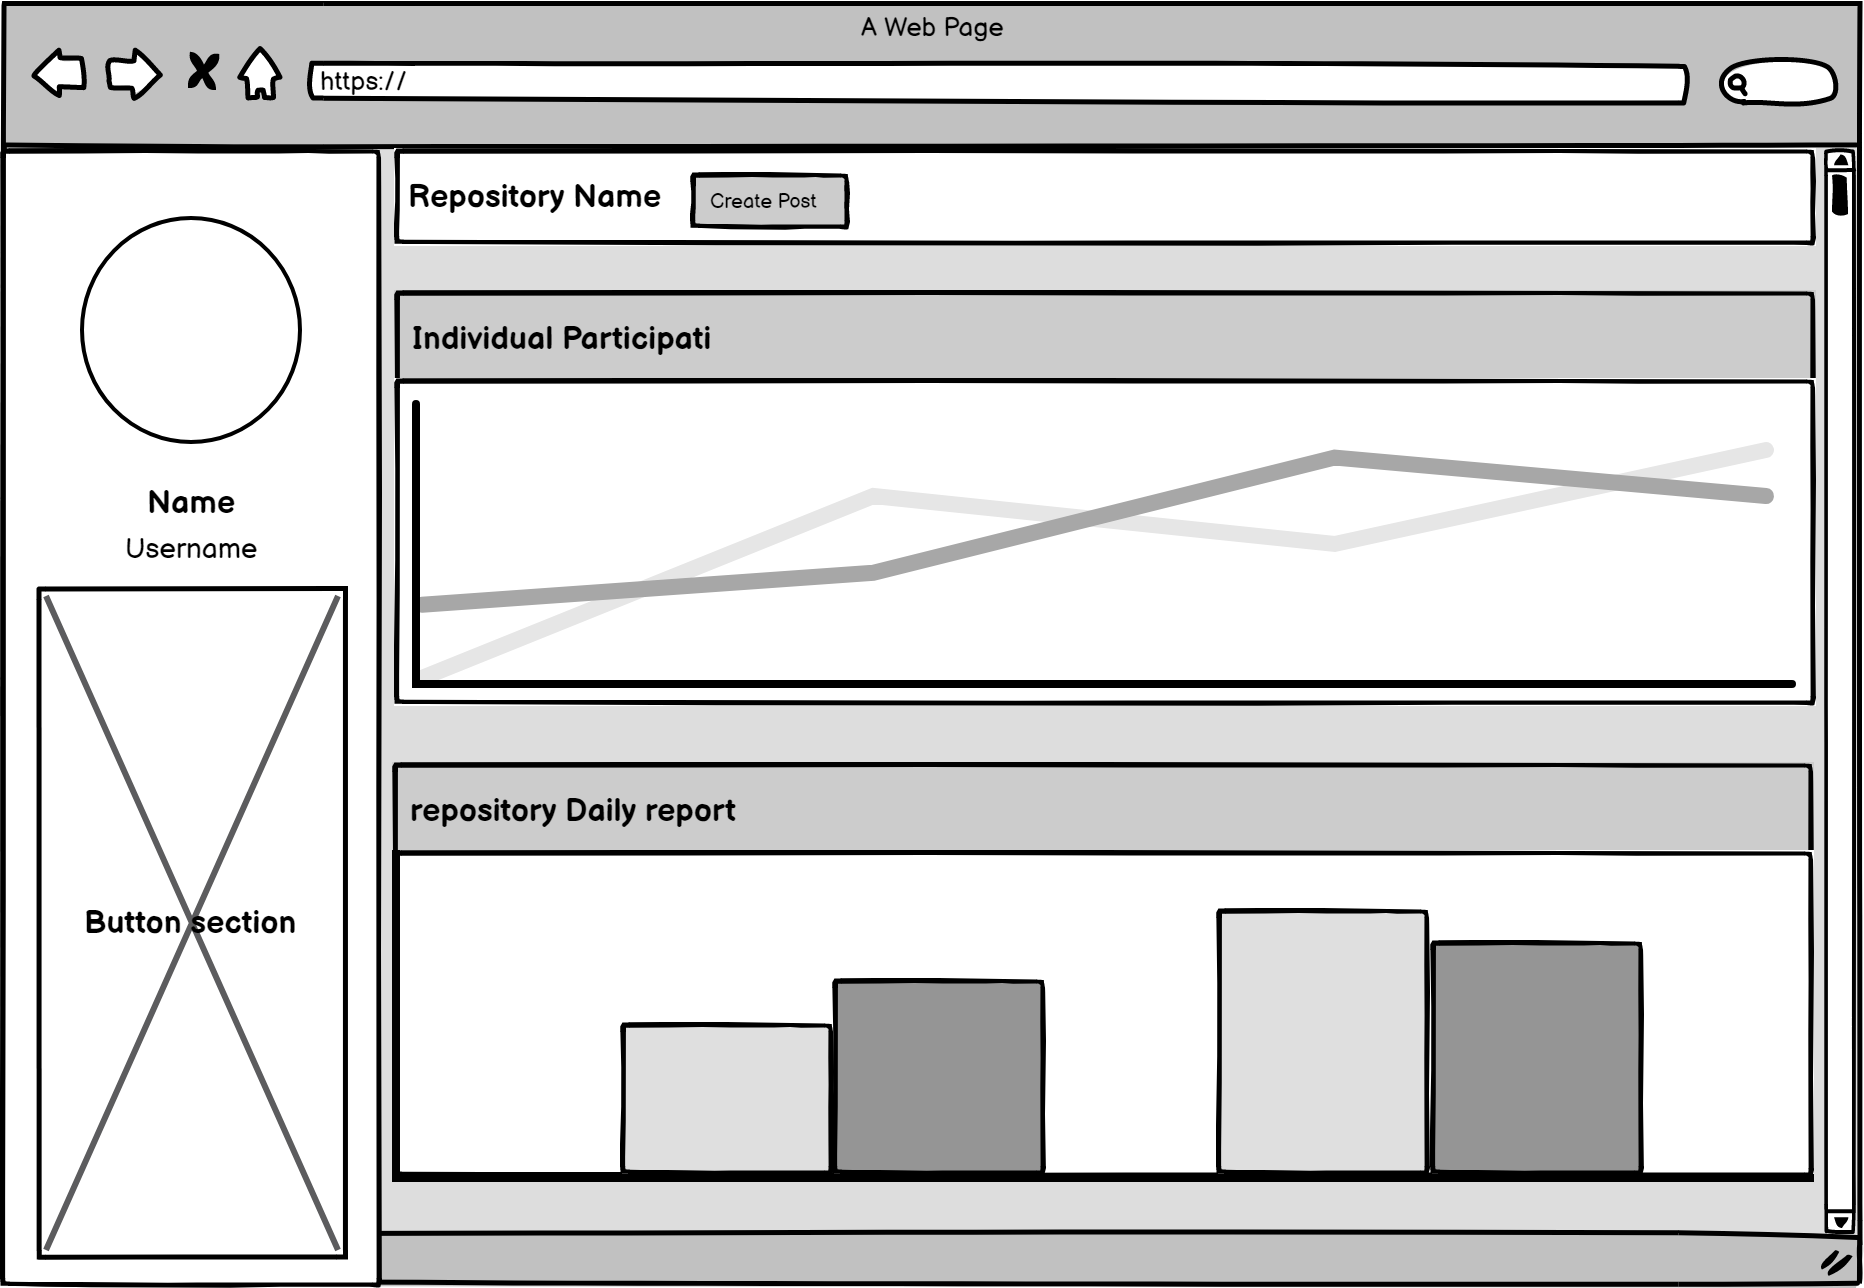 A Web Page
https://
Repository Name
Create Post
Individual Participati
Name
Username
Button section
repository Daily report